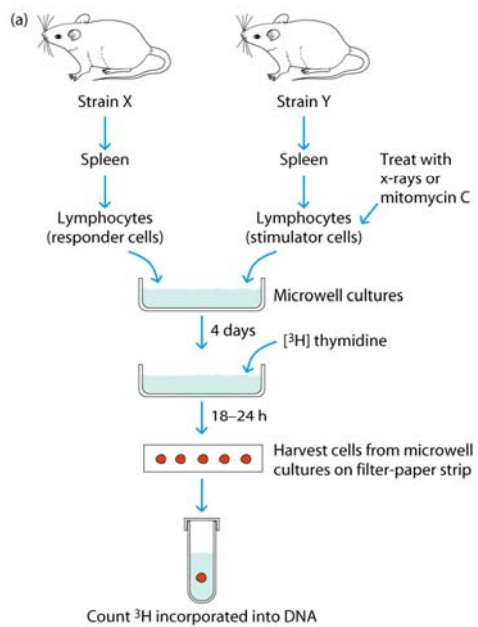 (a)
Strain X
Strain Y
Spleen
Spleen
Treat with
x-rays or
mitomycin C
Lymphocytes
(responder cells)
Lymphocytes
(stimulator cells)
Microwell cultures
4 days
[³H] thymidine
18–24 h
Harvest cells from microwell
cultures on filter-paper strip
Count ³H incorporated into DNA